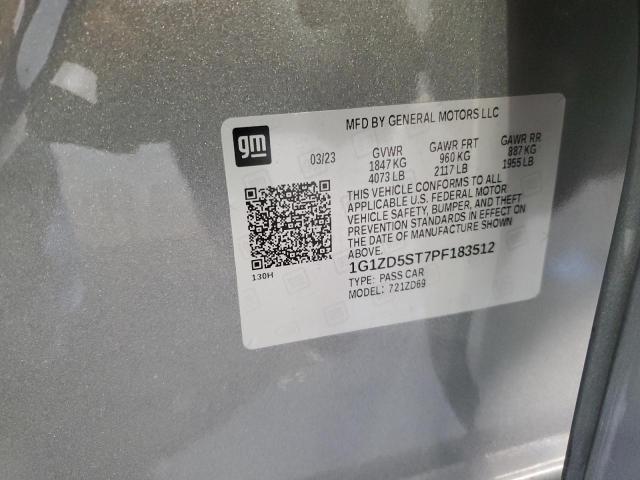 MFD BY GENERAL MOTORS LLC
gm
03/23
GVWR
1847 KG
4073 LB
GAWR FRT
960 KG
2117 LB
GAWR RR
887 KG
1955 LB
THIS VEHICLE CONFORMS TO ALL
APPLICABLE U.S. FEDERAL MOTOR
VEHICLE SAFETY, BUMPER, AND THEFT
PREVENTION STANDARDS IN EFFECT ON
THE DATE OF MANUFACTURE SHOWN
ABOVE.
130H
1G1ZD5ST7PF183512
TYPE: PASS CAR
MODEL: 721ZD69